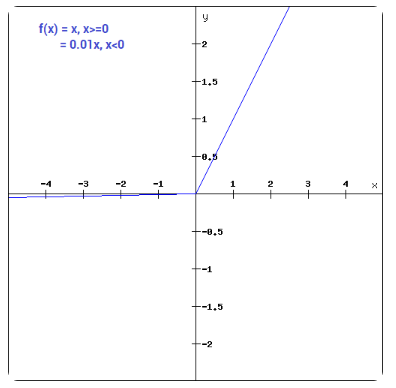 f(x) = x, x>=0
= 0.01x, x<0
y
2
1.5
1
0.5
-4 -3 -2 -1 1 2 3 4 x
-0.5
-1
-1.5
-2